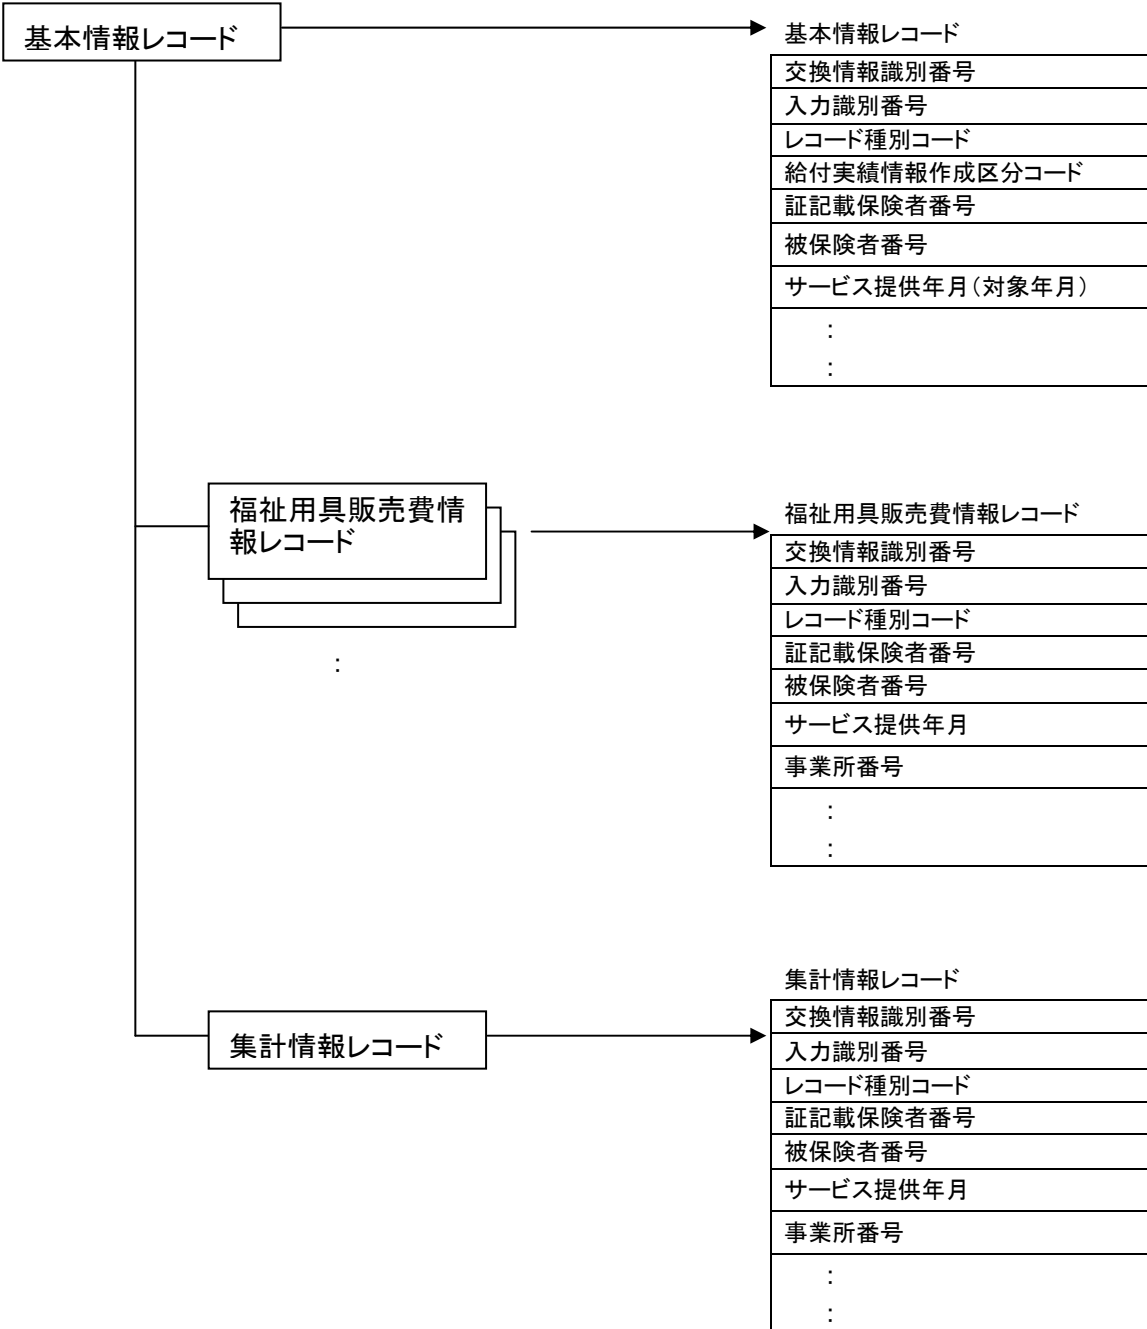 基本情報レコード
基本情報レコード
交換情報識別番号
入力識別番号
レコード種別コード
給付実績情報作成区分コード
証記載保険者番号
被保険者番号
サービス提供年月（対象年月）
：
：
福祉用具販売費情
報レコード
：
福祉用具販売費情報レコード
交換情報識別番号
入力識別番号
レコード種別コード
証記載保険者番号
被保険者番号
サービス提供年月
事業所番号
：
：
集計情報レコード
集計情報レコード
交換情報識別番号
入力識別番号
レコード種別コード
証記載保険者番号
被保険者番号
サービス提供年月
事業所番号
：
：